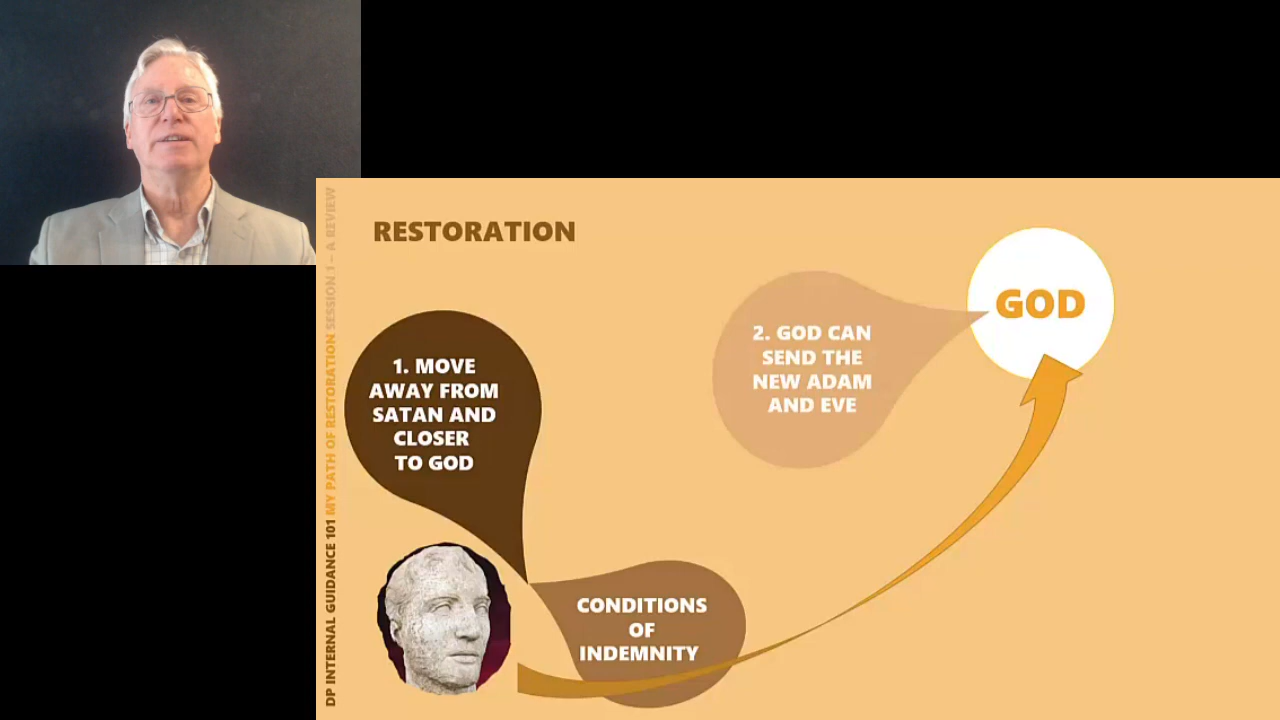 RESTORATION
1. MOVE
AWAY FROM
SATAN AND
CLOSER
TO GOD
2. GOD CAN
SEND THE
NEW ADAM
AND EVE
GOD
CONDITIONS
OF
INDEMNITY
DP INTERNAL GUIDANCE 101 MY PATH OF RESTORATION SESSION 1 – A REVIEW